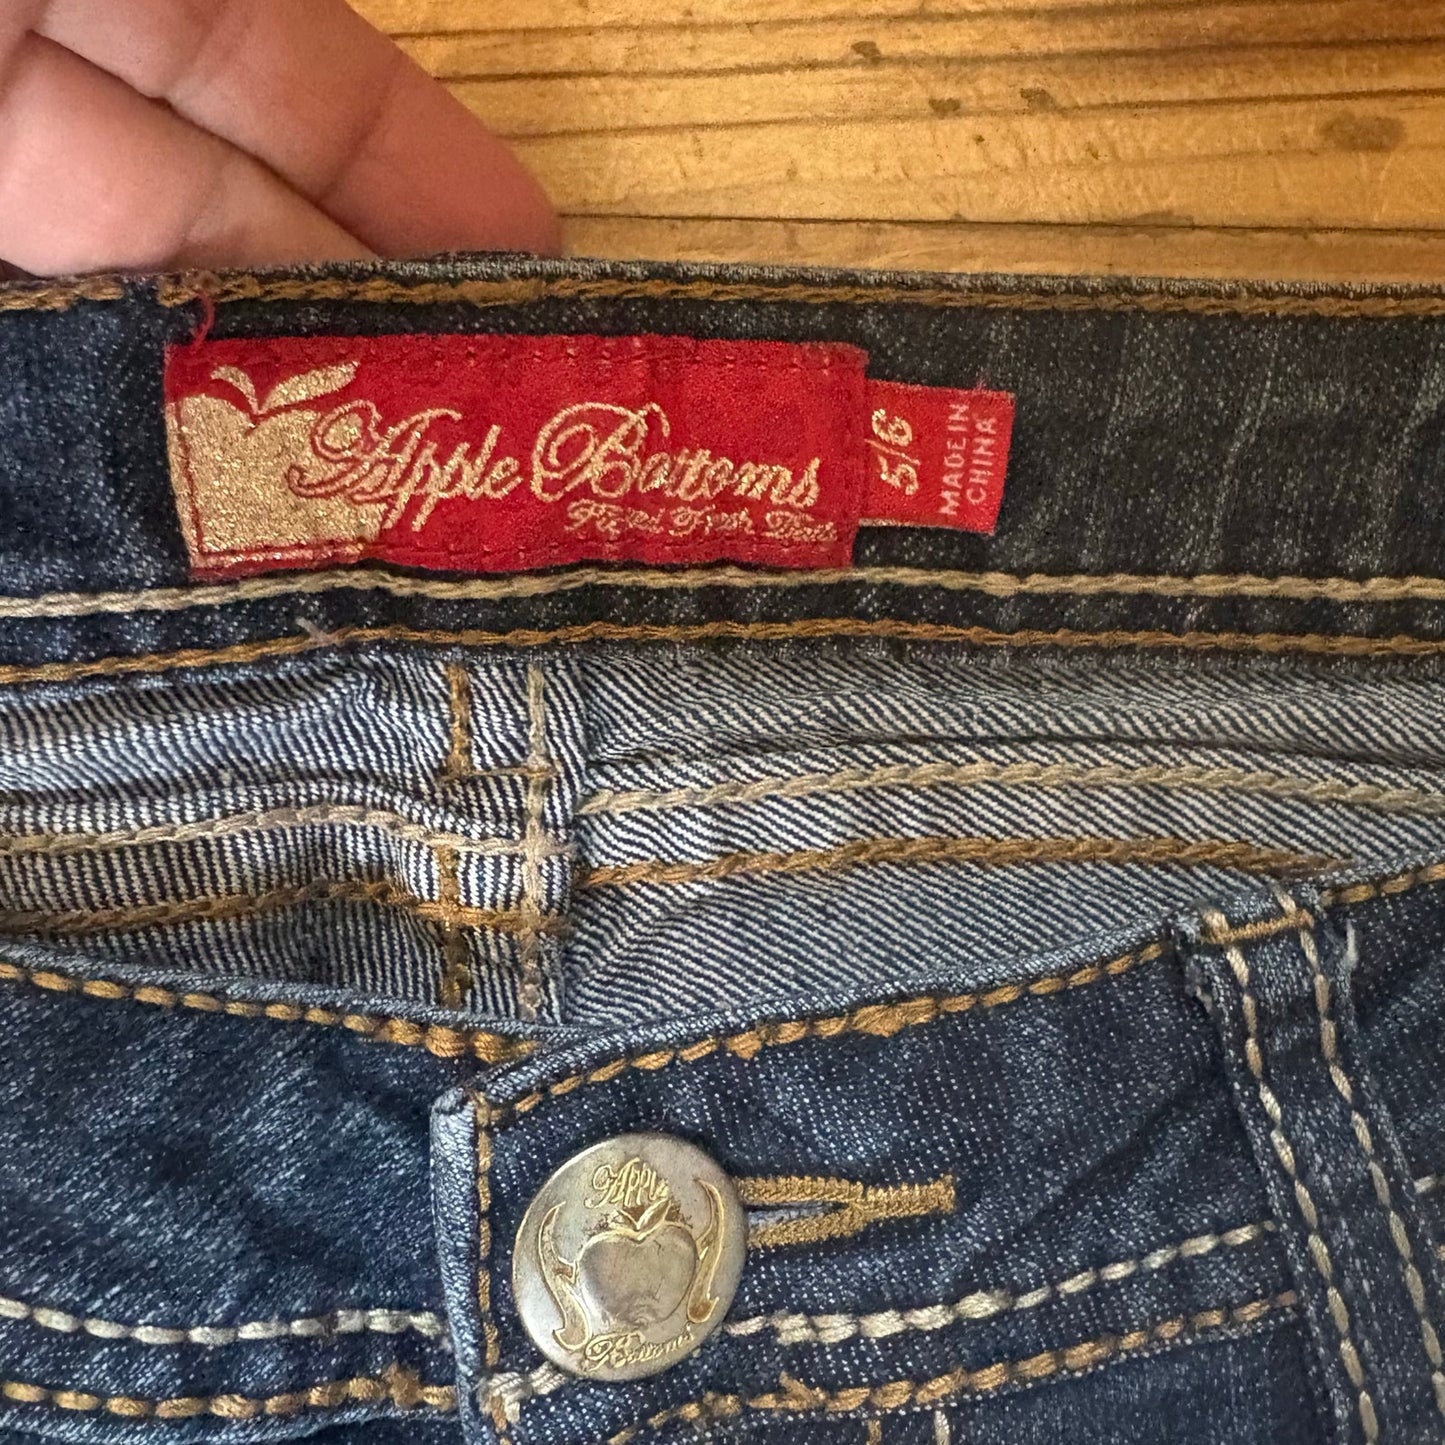 Apple Bottoms
5/6
MADE IN
CHINA
Apple
Bottoms